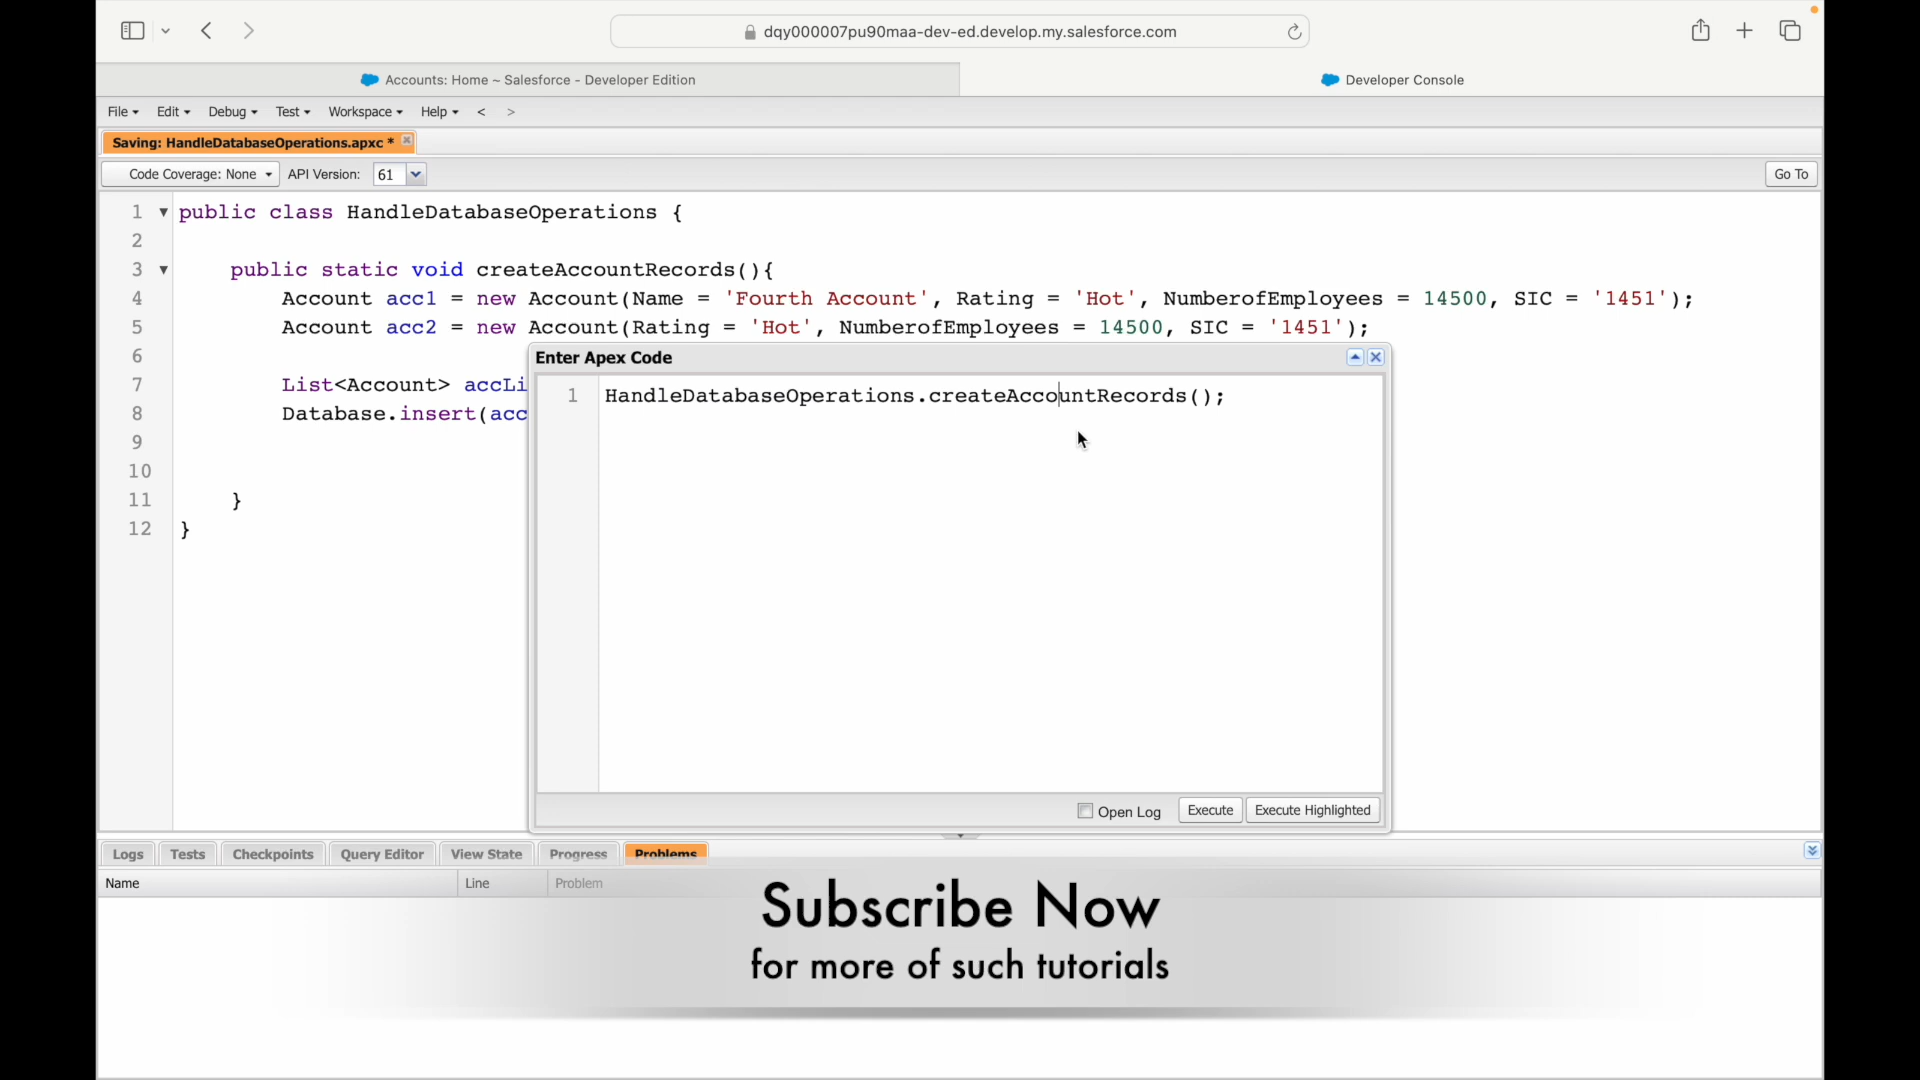 dqy000007pu90maa-dev-ed.develop.my.salesforce.com
Accounts: Home ~ Salesforce - Developer Edition
Developer Console
File Edit Debug Test Workspace Help < >
Saving: HandleDatabaseOperations.apxc *
Code Coverage: None API Version: 61 Go To
1 public class HandleDatabaseOperations {
2
3 public static void createAccountRecords(){
4 Account acc1 = new Account(Name = 'Fourth Account', Rating = 'Hot', NumberofEmployees = 14500, SIC = '1451');
5 Account acc2 = new Account(Rating = 'Hot', NumberofEmployees = 14500, SIC = '1451');
6
7 List<Account> accLi
8 Database.insert(acc
9
10
11 }
12 }
Enter Apex Code
1 HandleDatabaseOperations.createAccountRecords();
Open Log Execute Execute Highlighted
Logs Tests Checkpoints Query Editor View State Progress Problems
Name Line Problem
Subscribe Now
for more of such tutorials